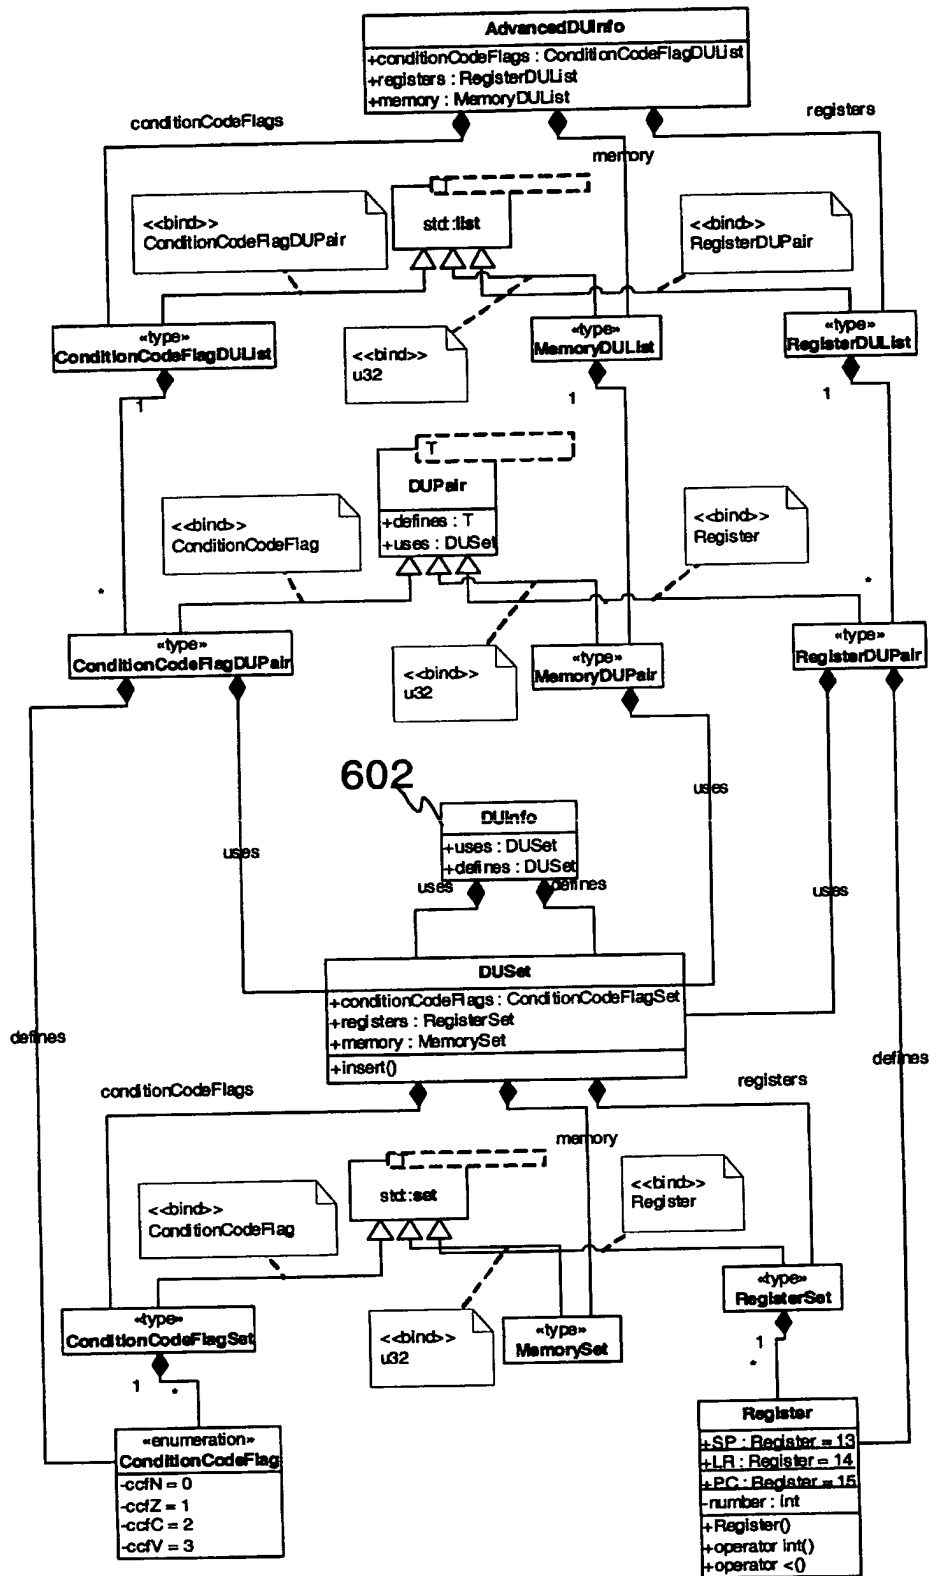 AdvancedDUInfo
+conditionCodeFlags : ConditionCodeFlagDUList
+registers : RegisterDUList
+memory : MemoryDUList
conditionCodeFlags
registers
memory
std::list
<<bind>>
ConditionCodeFlagDUPair
<<bind>>
RegisterDUPair
<<bind>>
u32
«type»
ConditionCodeFlagDUList
«type»
MemoryDUList
«type»
RegisterDUList
1
1
1
T
DUPair
+defines : T
+uses : DUSet
<<bind>>
ConditionCodeFlag
<<bind>>
Register
*
*
<<bind>>
u32
«type»
ConditionCodeFlagDUPair
«type»
MemoryDUPair
«type»
RegisterDUPair
602
DUInfo
+uses : DUSet
+defines : DUSet
uses
uses
uses
defines
uses
DUSet
+conditionCodeFlags : ConditionCodeFlagSet
+registers : RegisterSet
+memory : MemorySet
+insert()
defines
defines
conditionCodeFlags
registers
memory
std::set
<<bind>>
ConditionCodeFlag
<<bind>>
Register
<<bind>>
u32
«type»
ConditionCodeFlagSet
«type»
MemorySet
«type»
RegisterSet
1
*
1
*
«enumeration»
ConditionCodeFlag
-ccfN = 0
-ccfZ = 1
-ccfC = 2
-ccfV = 3
Register
+SP : Register = 13
+LR : Register = 14
+PC : Register = 15
-number : int
+Register()
+operator int()
+operator <()